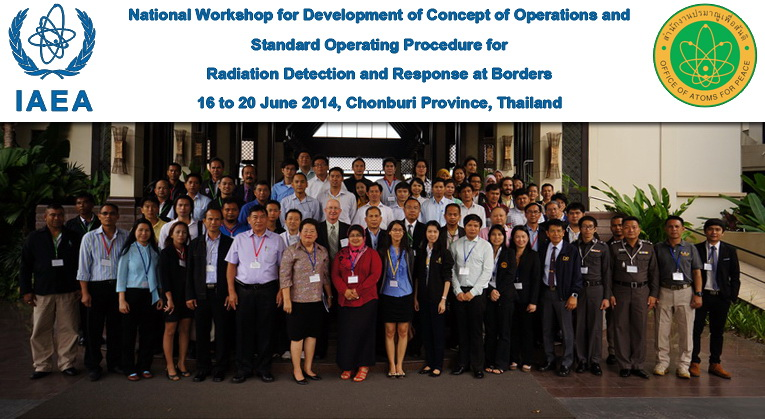 National Workshop for Development of Concept of Operations and
Standard Operating Procedure for
Radiation Detection and Response at Borders
16 to 20 June 2014, Chonburi Province, Thailand
IAEA
สำนักงานปรมาณูเพื่อสันติ
OFFICE OF ATOMS FOR PEACE